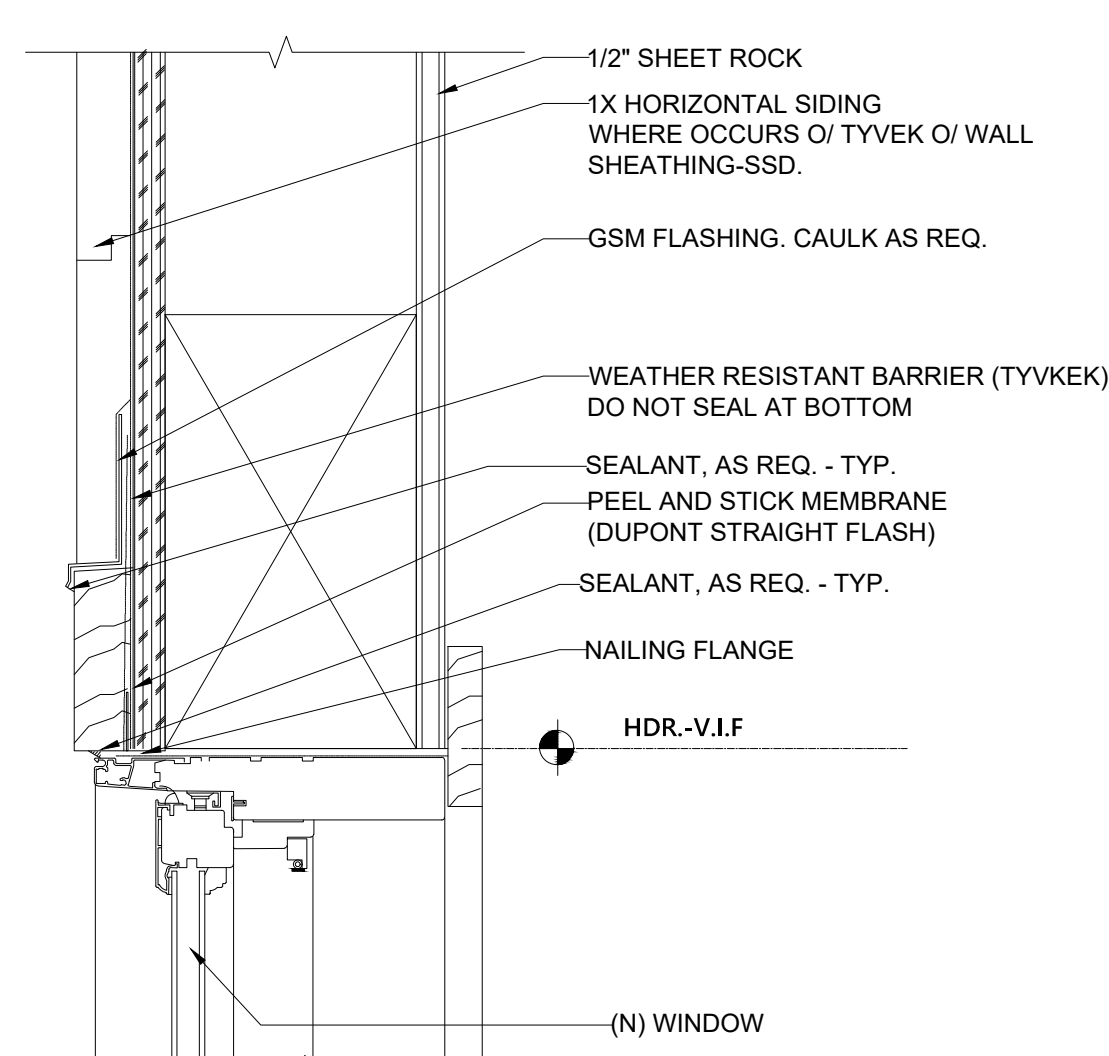 1/2" SHEET ROCK
1X HORIZONTAL SIDING
WHERE OCCURS O/ TYVEK O/ WALL
SHEATHING-SSD.
GSM FLASHING. CAULK AS REQ.
WEATHER RESISTANT BARRIER (TYVKEK)
DO NOT SEAL AT BOTTOM
SEALANT, AS REQ. - TYP.
PEEL AND STICK MEMBRANE
(DUPONT STRAIGHT FLASH)
SEALANT, AS REQ. - TYP.
NAILING FLANGE
HDR.-V.I.F
(N) WINDOW